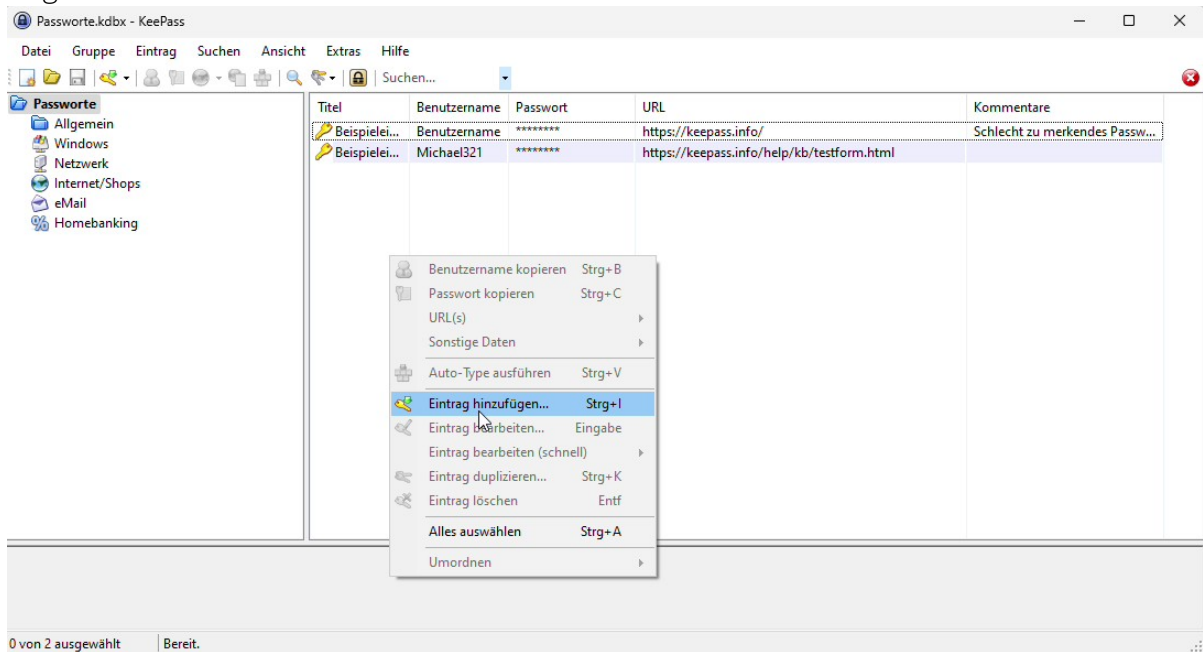 Passworte.kdbx - KeePass
Datei Gruppe Eintrag Suchen Ansicht Extras Hilfe
Suchen...
Passworte
Allgemein
Windows
Netzwerk
Internet/Shops
eMail
Homebanking
Titel Benutzername Passwort URL Kommentare
Beispielei... Benutzername ******** https://keepass.info/ Schlecht zu merkendes Passw...
Beispielei... Michael321 ******** https://keepass.info/help/kb/testform.html
Benutzername kopieren Strg+B
Passwort kopieren Strg+C
URL(s)
Sonstige Daten
Auto-Type ausführen Strg+V
Eintrag hinzufügen... Strg+I
Eintrag bearbeiten... Eingabe
Eintrag bearbeiten (schnell)
Eintrag duplizieren... Strg+K
Eintrag löschen Entf
Alles auswählen Strg+A
Umordnen
0 von 2 ausgewählt Bereit.